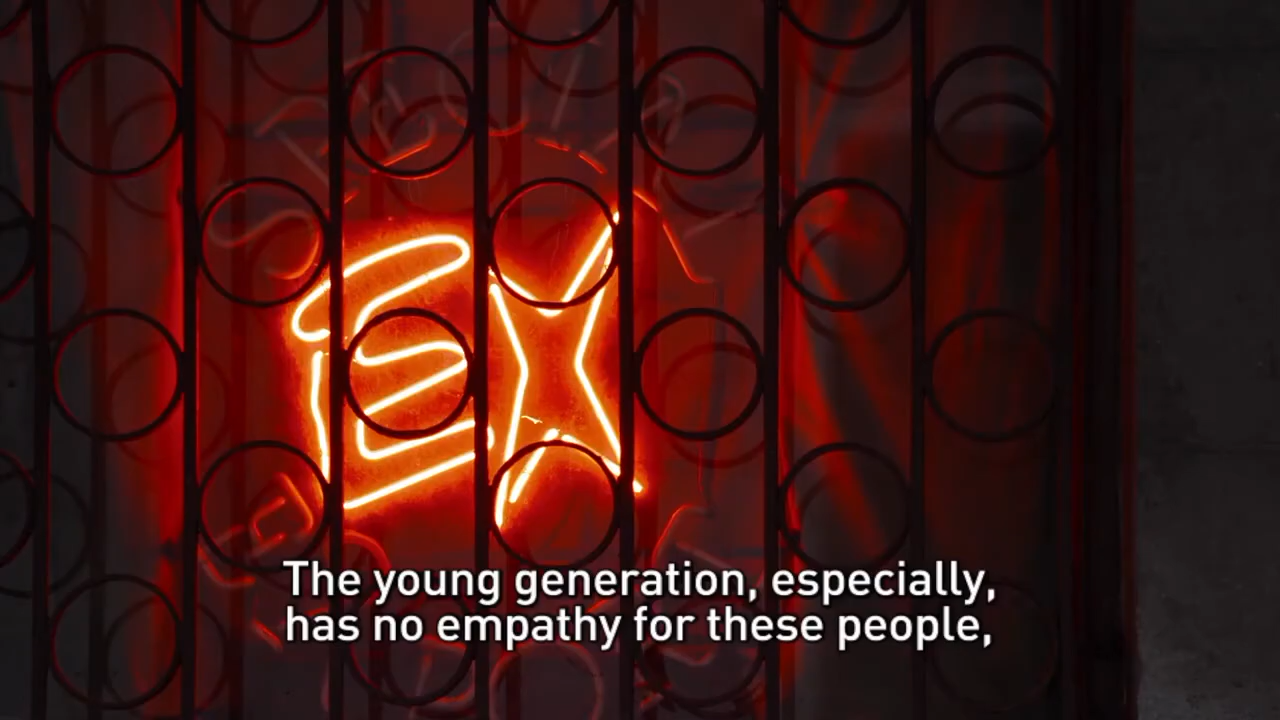 EX
The young generation, especially,
has no empathy for these people,